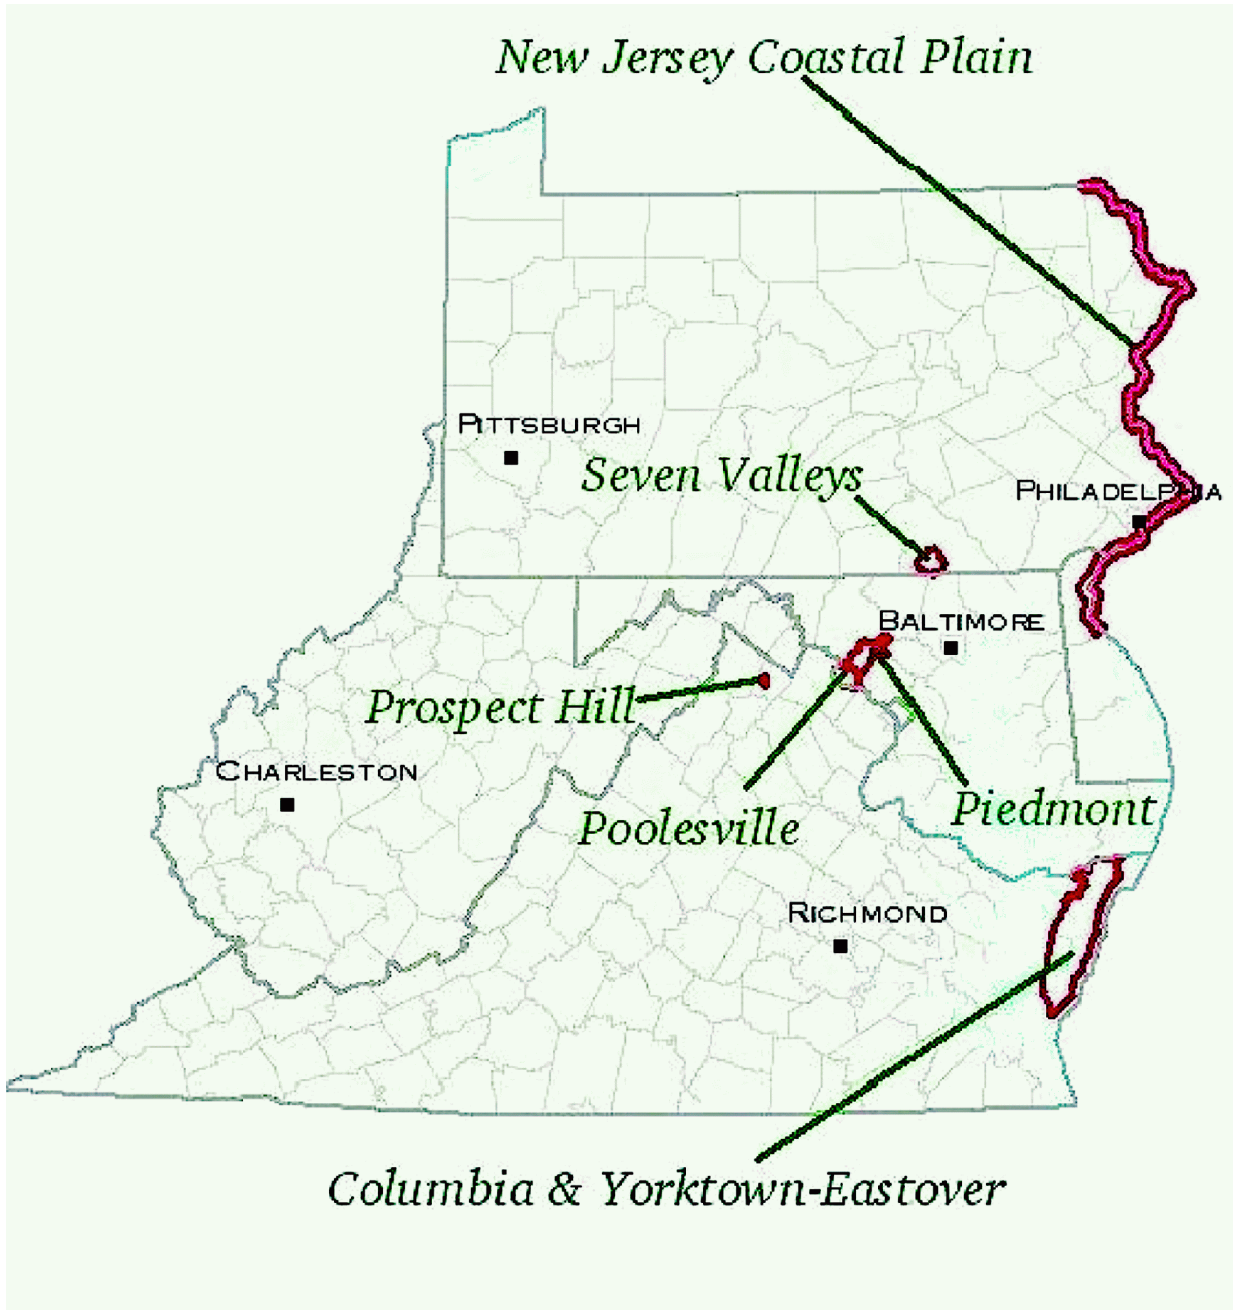 New Jersey Coastal Plain
PITTSBURGH
Seven Valleys
PHILADELPHIA
BALTIMORE
Prospect Hill
CHARLESTON
Poolesville
Piedmont
RICHMOND
Columbia & Yorktown-Eastover